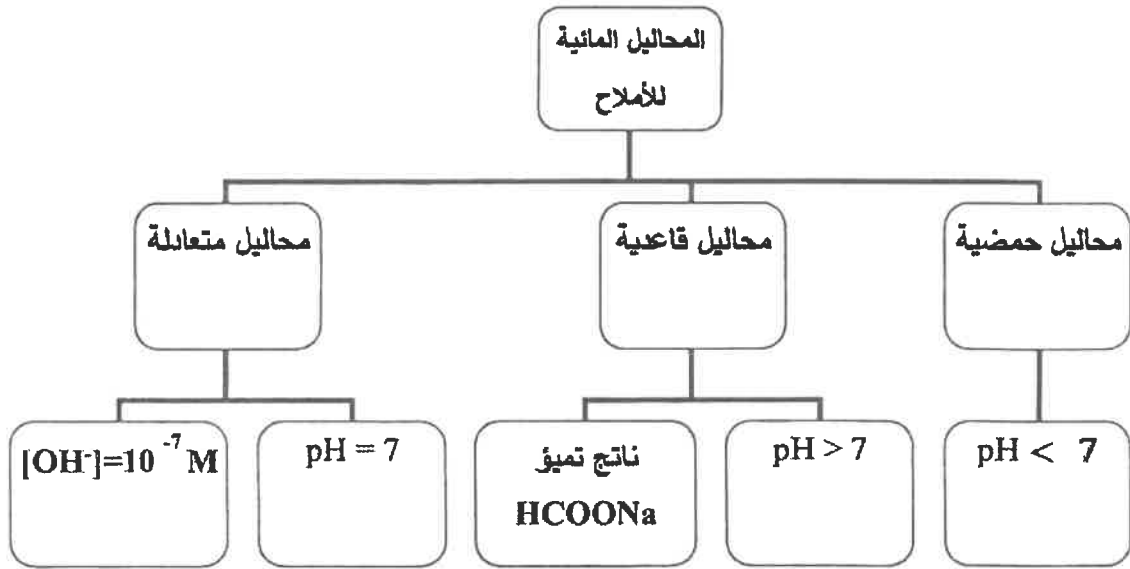 المحاليل المائية
للأملاح
محاليل حمضية
محاليل قاعدية
محاليل متعادلة
pH < 7
pH > 7
ناتج تميؤ
HCOONa
pH = 7
[OH⁻]=10⁻⁷ M